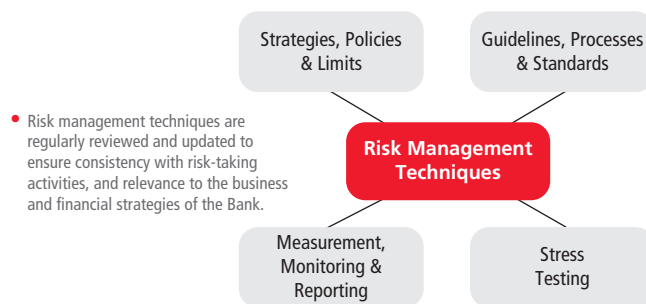 Strategies, Policies
& Limits
Guidelines, Processes
& Standards
• Risk management techniques are
regularly reviewed and updated to
ensure consistency with risk-taking
activities, and relevance to the business
and financial strategies of the Bank.
Risk Management
Techniques
Measurement,
Monitoring &
Reporting
Stress
Testing